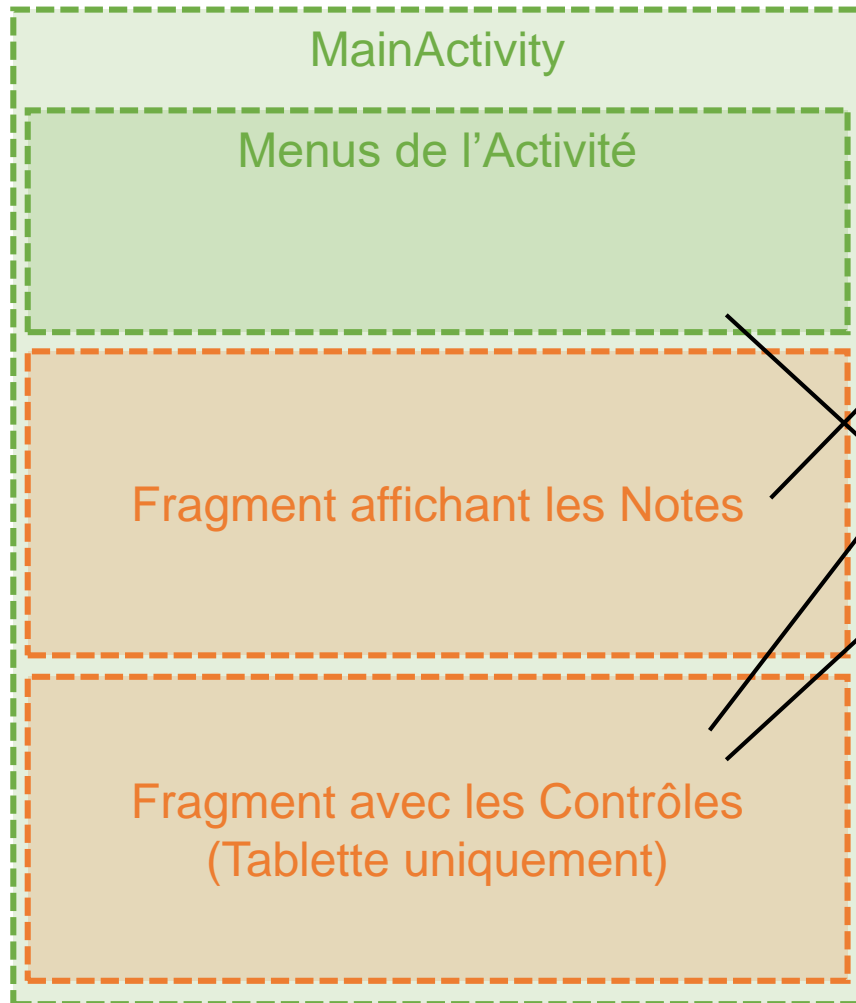 MainActivity
Menus de l’Activité
Fragment affichant les Notes
Fragment avec les Contrôles
(Tablette uniquement)